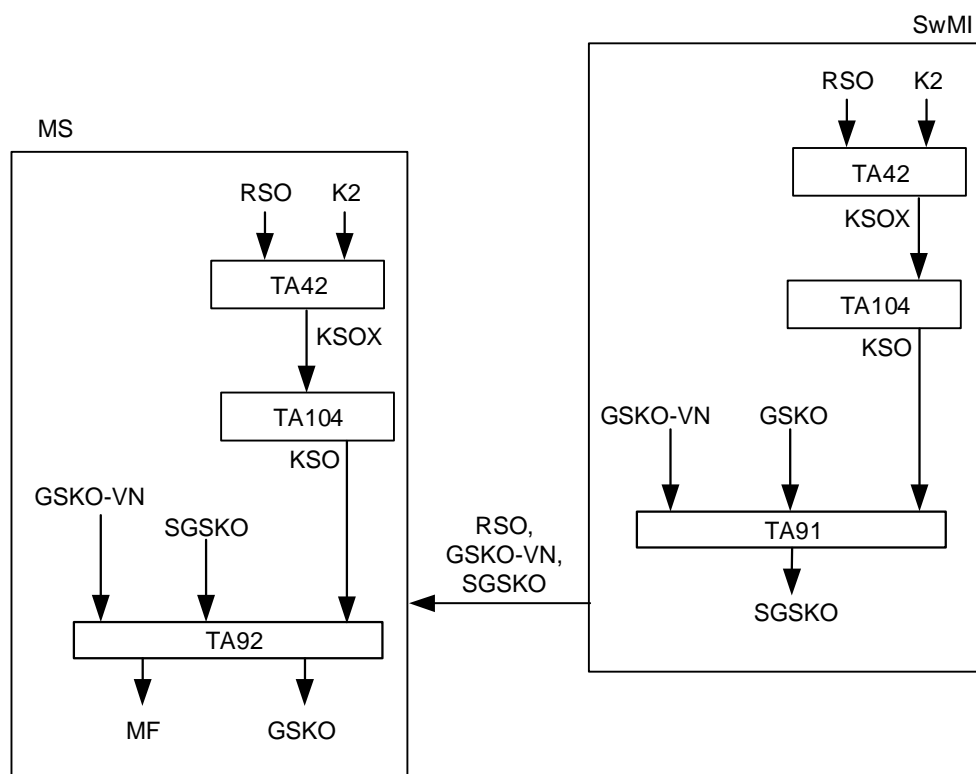 SwMI
RSO K2
TA42
KSOX
TA104
KSO
GSKO-VN GSKO
TA91
SGSKO
MS
RSO K2
TA42
KSOX
TA104
KSO
GSKO-VN
SGSKO
TA92
MF GSKO
RSO,
GSKO-VN,
SGSKO